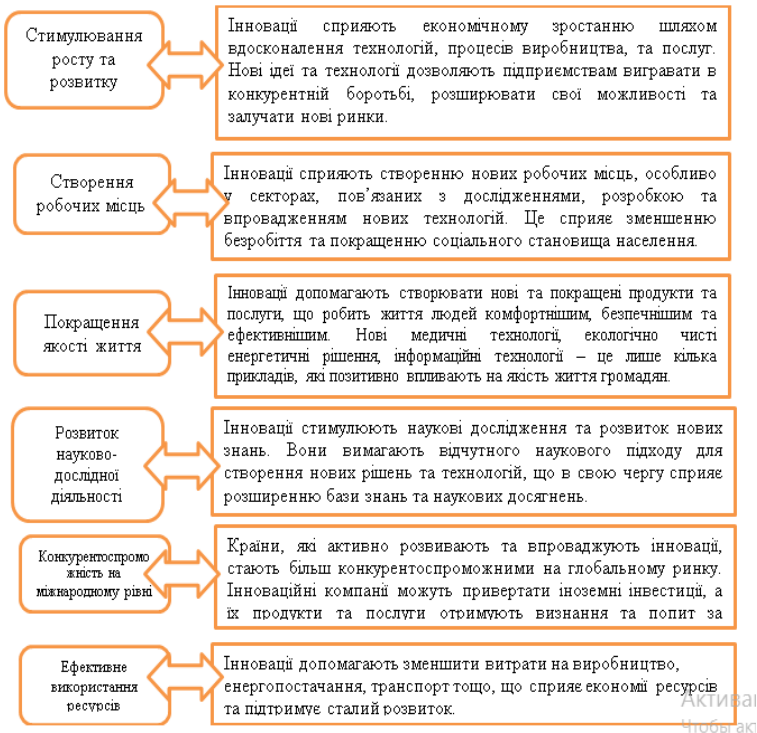 Стимулювання
росту та
розвитку
Інновації сприяють економічному зростанню шляхом
вдосконалення технологій, процесів виробництва, та послуг.
Нові ідеї та технології дозволяють підприємствам вигравати в
конкурентній боротьбі, розширювати свої можливості та
залучати нові ринки.
Створення
робочих місць
Інновації сприяють створенню нових робочих місць, особливо
у секторах, пов’язаних з дослідженнями, розробкою та
впровадженням нових технологій. Це сприяє зменшенню
безробіття та покращенню соціального становища населення.
Покращення
якості життя
Інновації допомагають створювати нові та покращені продукти та
послуги, що робить життя людей комфортнішим, безпечнішим та
ефективнішим. Нові медичні технології, екологічно чисті
енергетичні рішення, інформаційні технології – це лише кілька
прикладів, які позитивно впливають на якість життя громадян.
Розвиток
науково-
дослідної
діяльності
Інновації стимулюють наукові дослідження та розвиток нових
знань. Вони вимагають відчутного наукового підходу для
створення нових рішень та технологій, що в свою чергу сприяє
розширенню бази знань та наукових досягнень.
Конкурентоспромо
жність на
міжнародному рівні
Країни, які активно розвивають та впроваджують інновації,
стають більш конкурентоспроможними на глобальному ринку.
Інноваційні компанії можуть привертати іноземні інвестиції, а
їх продукти та послуги отримують визнання та попит за
Ефективне
використання
ресурсів
Інновації допомагають зменшити витрати на виробництво,
енергопостачання, транспорт тощо, що сприяє економії ресурсів
та підтримує сталий розвиток.
Актива
Чтобы акт